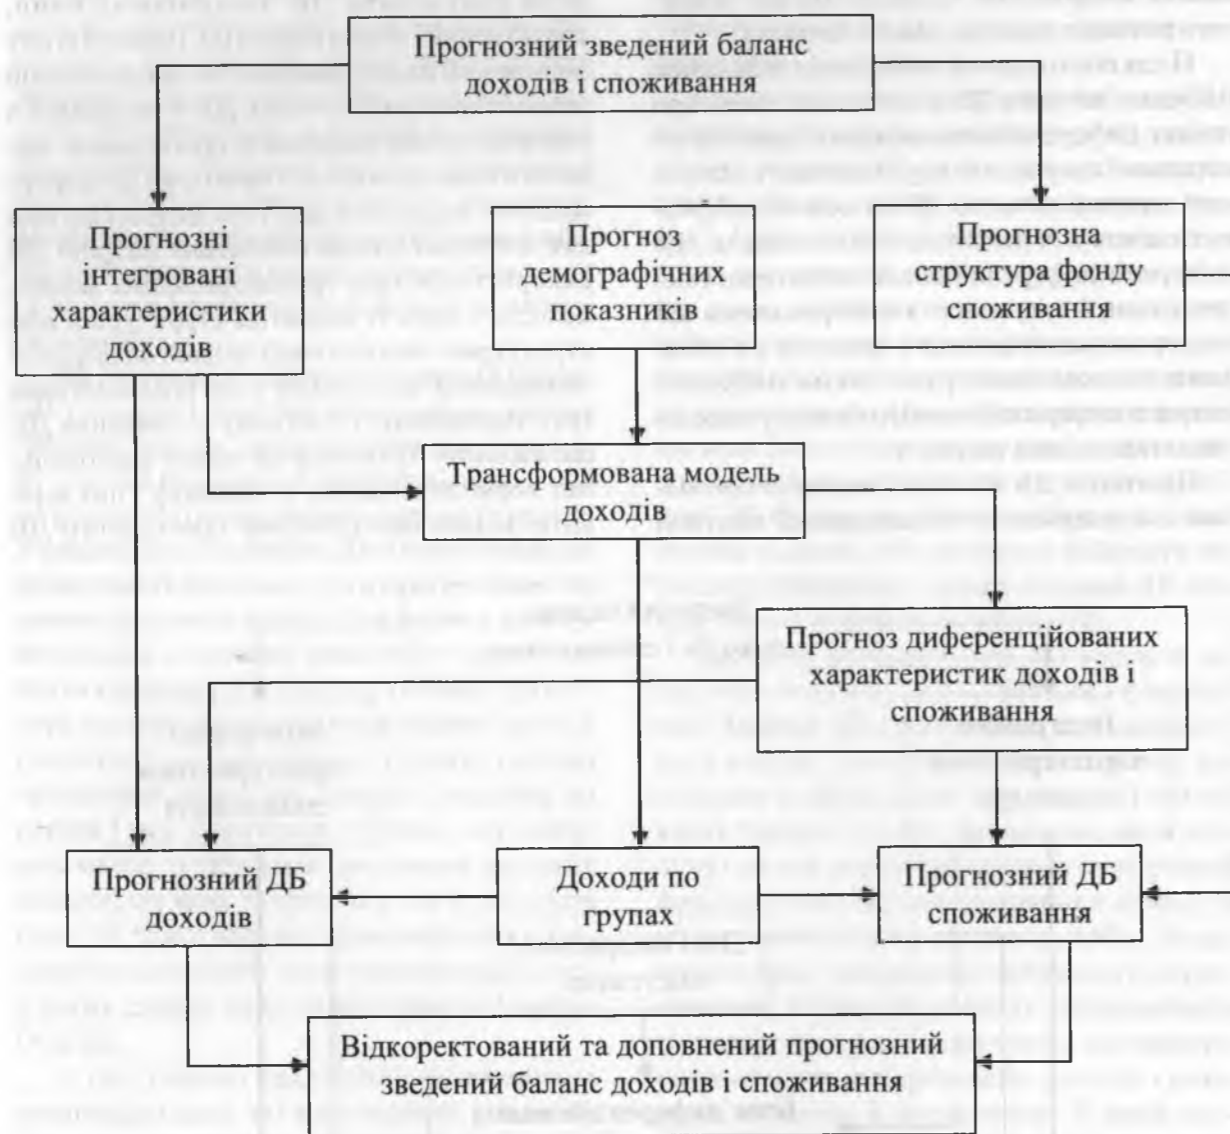 Прогнозний зведений баланс
доходів і споживання
Прогнозні
інтегровані
характеристики
доходів
Прогноз
демографічних
показників
Прогнозна
структура фонду
споживання
Трансформована модель
доходів
Прогноз диференційованих
характеристик доходів і
споживання
Прогнозний ДБ
доходів
Доходи по
групах
Прогнозний ДБ
споживання
Відкоректований та доповнений прогнозний
зведений баланс доходів і споживання